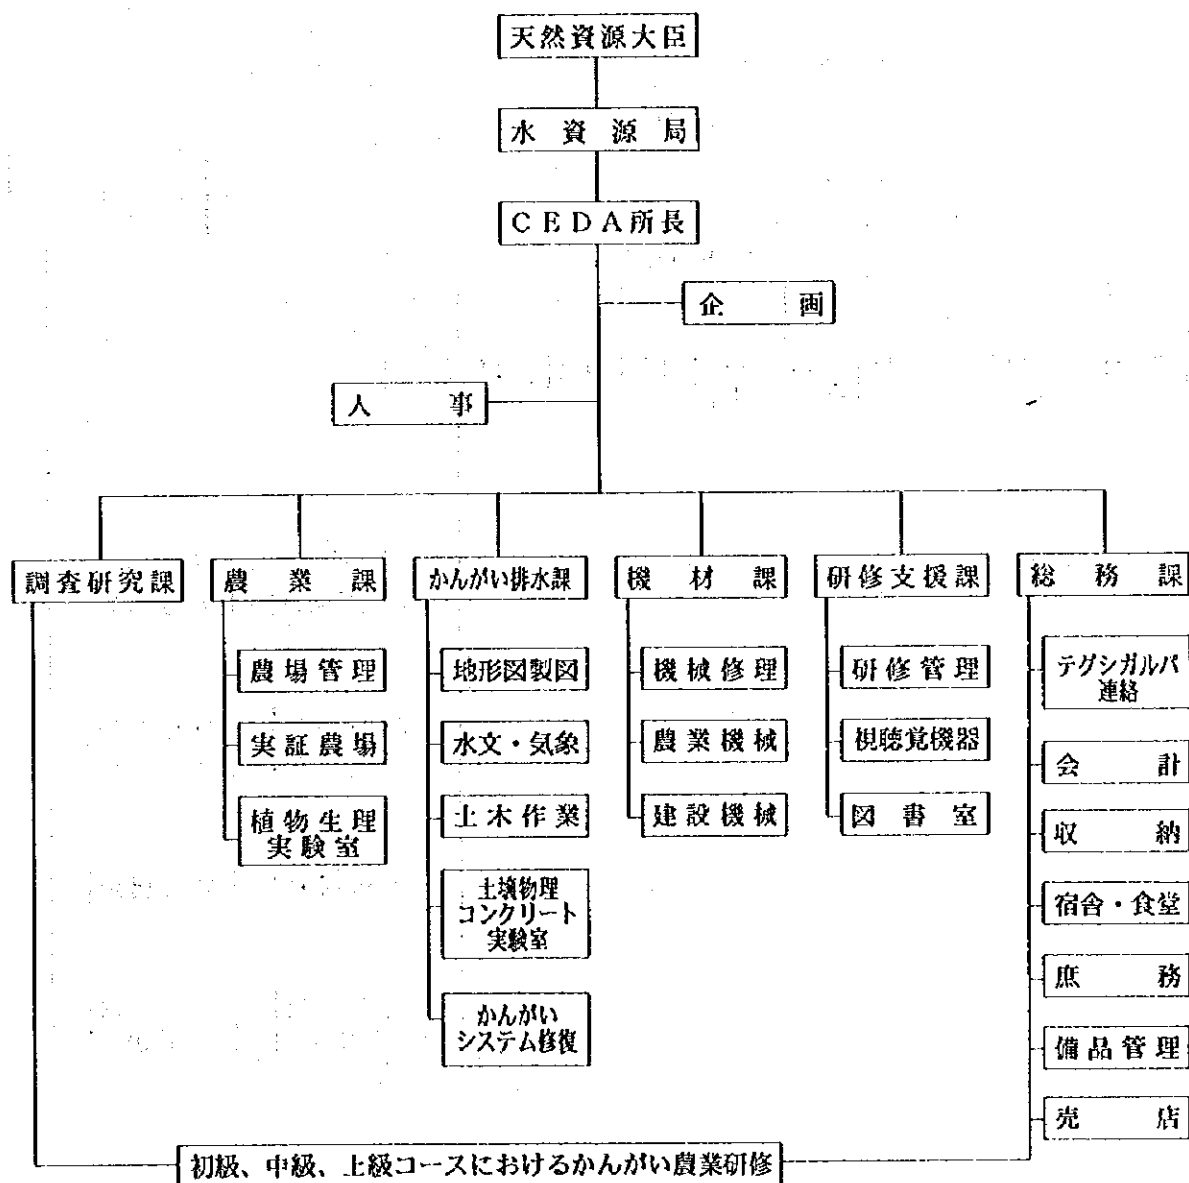 天然資源大臣
水資源局
CEDA所長
企画
人事
調査研究課
農業課
かんがい排水課
機材課
研修支援課
総務課
農場管理
実証農場
植物生理
実験室
地形図製図
水文・気象
土木作業
土壌物理
コンクリート
実験室
かんがい
システム修復
機械修理
農業機械
建設機械
研修管理
視聴覚機器
図書室
テグシガルパ
連絡
会計
収納
宿舎・食堂
庶務
備品管理
売店
初級、中級、上級コースにおけるかんがい農業研修